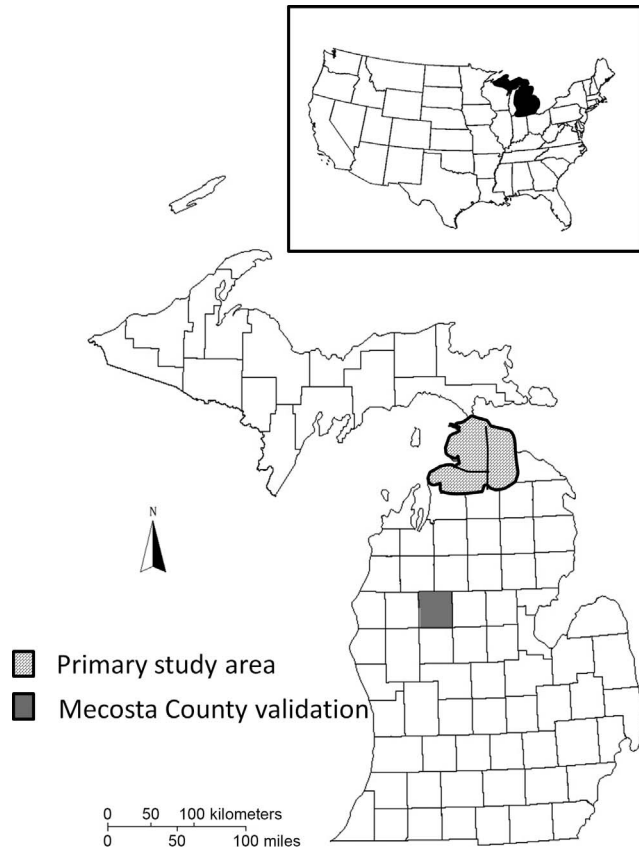 N
Primary study area
Mecosta County validation
0 50 100 kilometers
0 50 100 miles